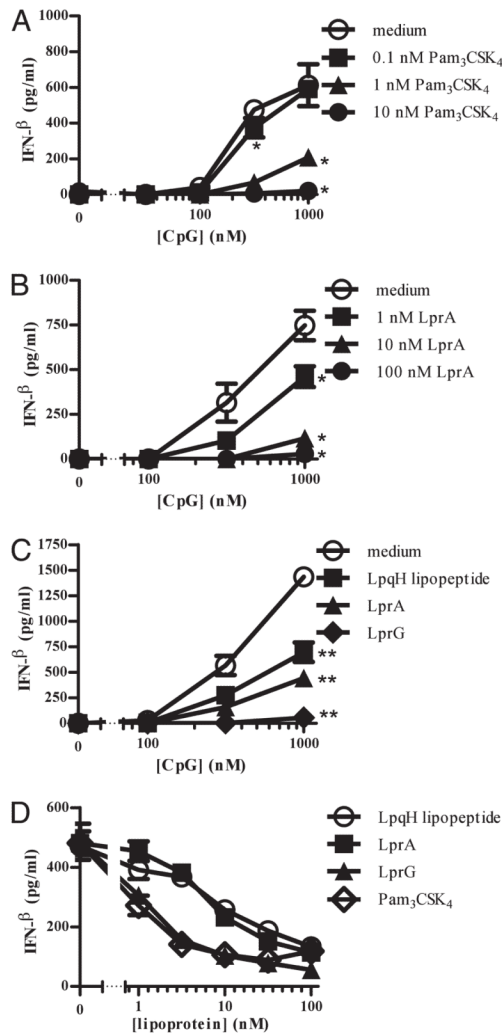 A
IFN-β (pg/ml)
800
600
400
200
0
0
100
1000
[CpG] (nM)
medium
0.1 nM Pam₃CSK₄
1 nM Pam₃CSK₄
10 nM Pam₃CSK₄
*
*
*
B
IFN-β (pg/ml)
1000
750
500
250
0
0
100
1000
[CpG] (nM)
medium
1 nM LprA
10 nM LprA
100 nM LprA
*
*
*
C
IFN-β (pg/ml)
1750
1500
1250
1000
750
500
250
0
0
100
1000
[CpG] (nM)
medium
LpqH lipopeptide
LprA
LprG
**
**
**
D
IFN-β (pg/ml)
600
400
200
0
0
1
10
100
[lipoprotein] (nM)
LpqH lipopeptide
LprA
LprG
Pam₃CSK₄